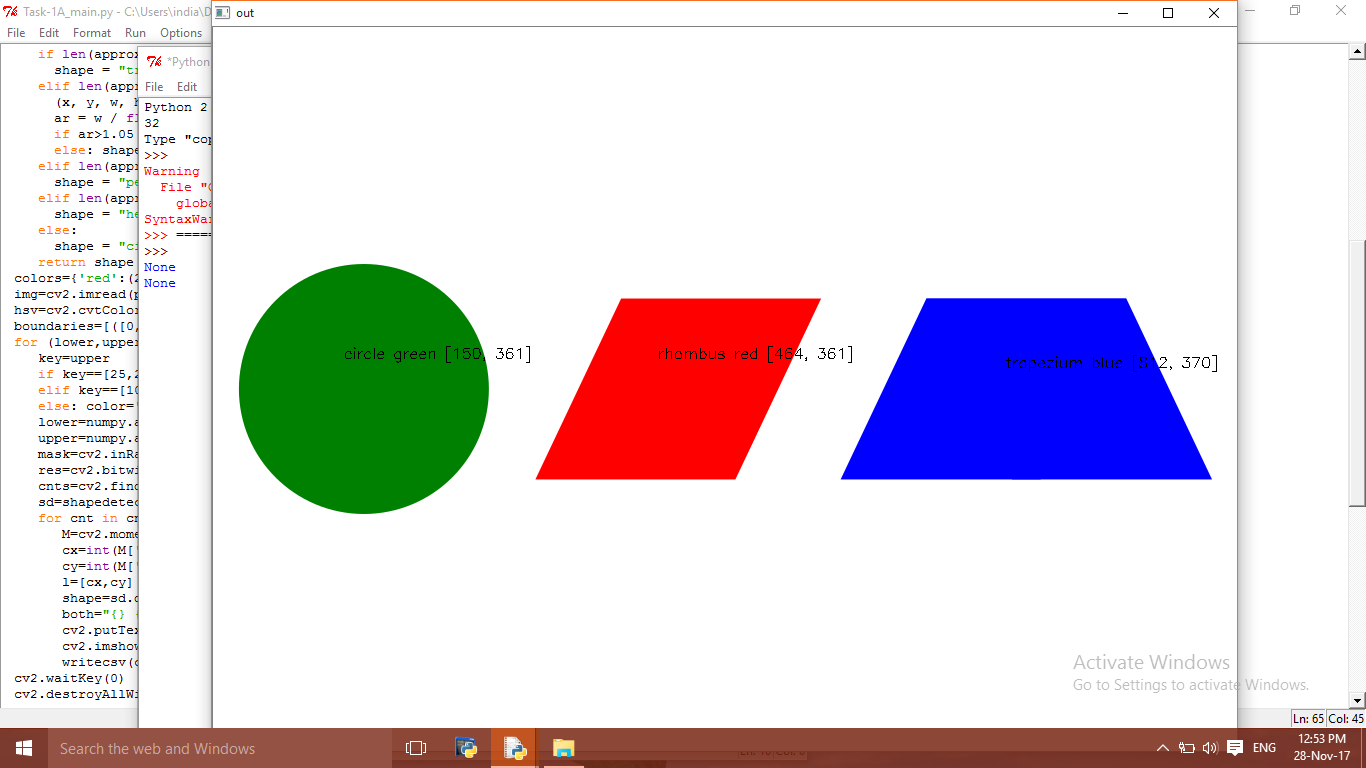 Task-1A_main.py - C:\Users\india\D
File Edit Format Run Options
if len(approx
shape = "tr
elif len(appr
(x, y, w, h
ar = w / fl
if ar>1.05
else: shape
elif len(appr
shape = "pe
elif len(appr
shape = "he
else:
shape = "ci
return shape
colors={'red':(2
img=cv2.imread(p
hsv=cv2.cvtColor
boundaries=[([0,
for (lower,upper
key=upper
if key==[25,2
elif key==[10
else: color='
lower=numpy.a
upper=numpy.a
mask=cv2.inRa
res=cv2.bitwi
cnts=cv2.find
sd=shapedetec
for cnt in cn
M=cv2.mome
cx=int(M['
cy=int(M['
l=[cx,cy]
shape=sd.d
both="{} {
cv2.putTex
cv2.imshow
writecsv(c
cv2.waitKey(0)
cv2.destroyAllWi
*Python
File Edit
Python 2
32
Type "cop
>>>
Warning
File "C
globa
SyntaxWar
>>> =====
>>>
None
None
out
circle green [150, 361]
rhombus red [464, 361]
trapezium blue [812, 370]
Activate Windows
Go to Settings to activate Windows.
Ln: 65 Col: 45
Search the web and Windows
ENG
12:53 PM
28-Nov-17